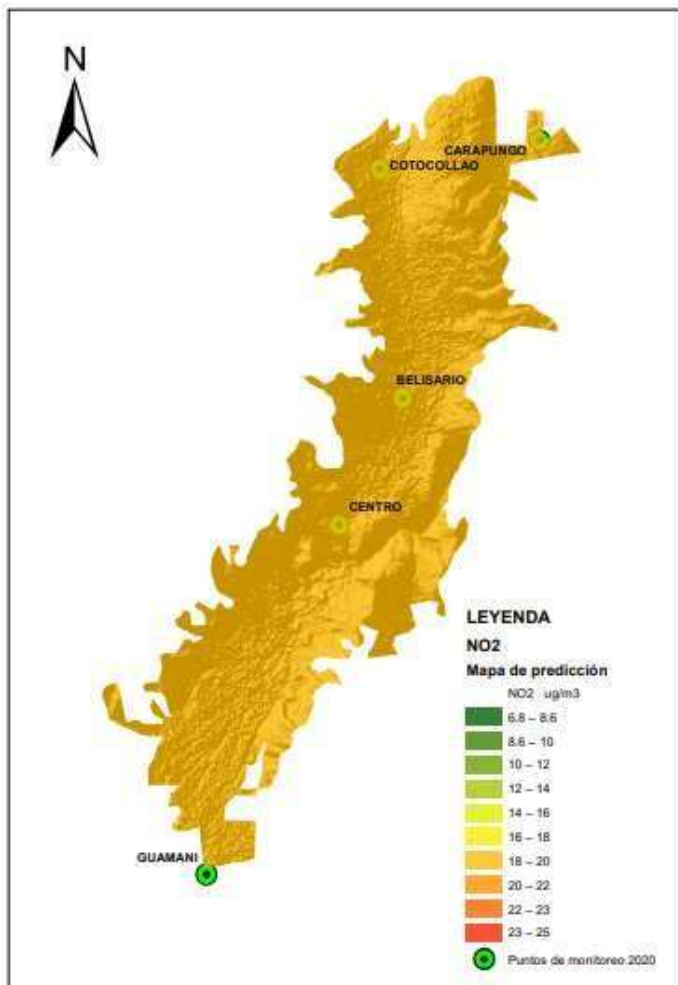 N
CARAPUNGO
COTOCOLLAO
BELISARIO
CENTRO
GUAMANI
LEYENDA
NO2
Mapa de predicción
NO2 ug/m3
6.8 – 8.6
8.6 – 10
10 – 12
12 – 14
14 – 16
16 – 18
18 – 20
20 – 22
22 – 23
23 – 25
Puntos de monitoreo 2020